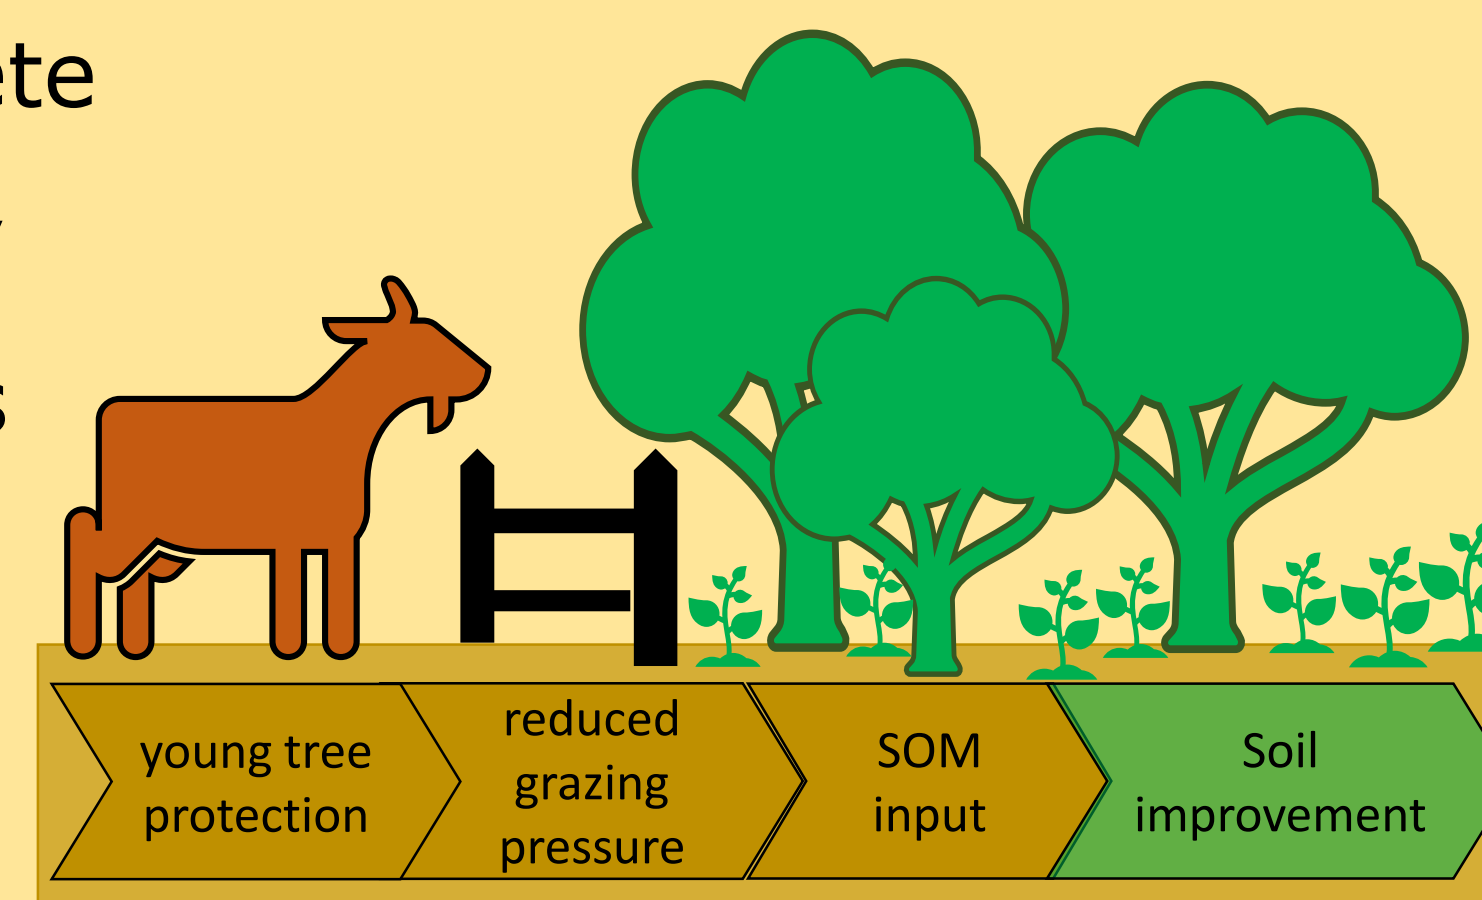 ete
s
young tree
protection
reduced
grazing
pressure
SOM
input
Soil
improvement